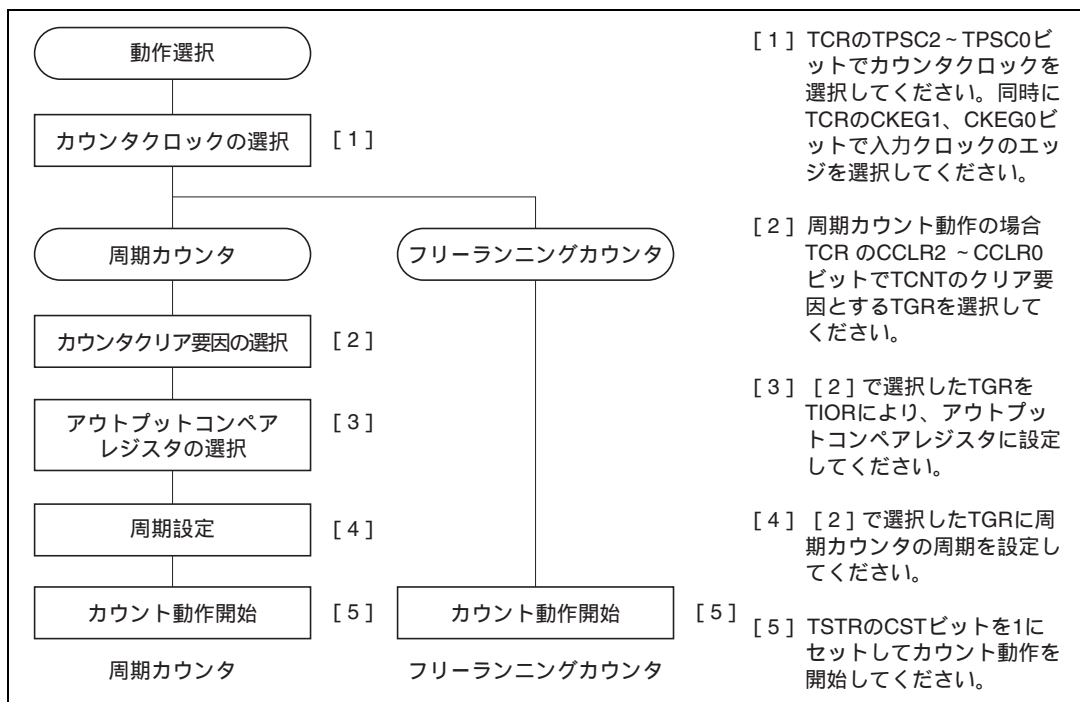 動作選択
カウンタクロックの選択 [1]
周期カウンタ フリーランニングカウンタ
カウンタクリア要因の選択 [2]
アウトプットコンペア
レジスタの選択 [3]
周期設定 [4]
カウント動作開始 [5] カウント動作開始 [5]
周期カウンタ フリーランニングカウンタ
[1] TCRのTPSC2~TPSC0ビ
ットでカウンタクロックを
選択してください。同時に
TCRのCKEG1、CKEG0ビ
ットで入力クロックのエッ
ジを選択してください。
[2] 周期カウント動作の場合
TCR のCCLR2 ~CCLR0
ビットでTCNTのクリア要
因とするTGRを選択して
ください。
[3] [2]で選択したTGRを
TIORにより、アウトプッ
トコンペアレジスタに設定
してください。
[4] [2]で選択したTGRに周
期カウンタの周期を設定し
てください。
[5] TSTRのCSTビットを1に
セットしてカウント動作を
開始してください。